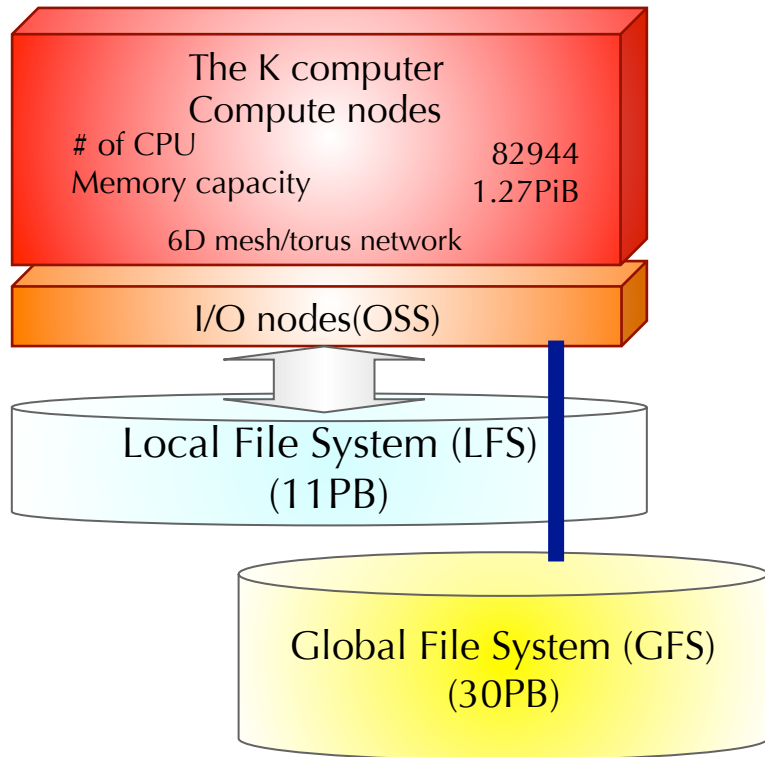 The K computer
Compute nodes
# of CPU 82944
Memory capacity 1.27PiB
6D mesh/torus network
I/O nodes(OSS)
Local File System (LFS)
(11PB)
Global File System (GFS)
(30PB)